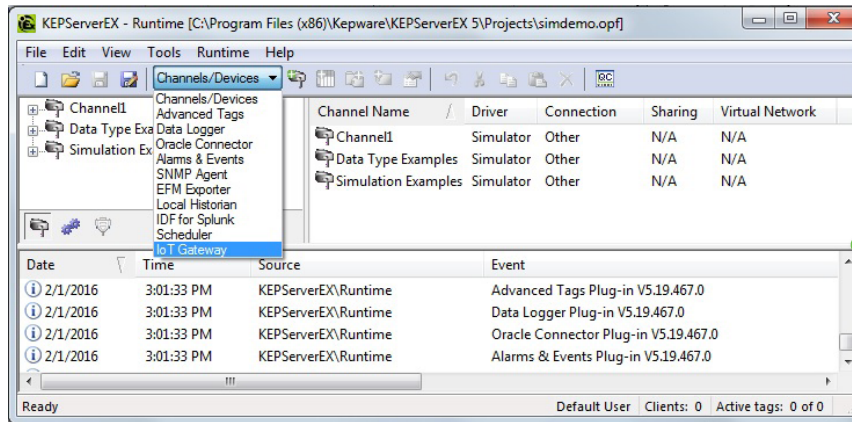 KEPServerEX - Runtime [C:\Program Files (x86)\Kepware\KEPServerEX 5\Projects\simdemo.opf]
File Edit View Tools Runtime Help
Channels/Devices
Channels/Devices
Advanced Tags
Data Logger
Oracle Connector
Alarms & Events
SNMP Agent
EFM Exporter
Local Historian
IDF for Splunk
Scheduler
IoT Gateway
Channel1
Data Type Exa
Simulation Ex
Channel Name Driver Connection Sharing Virtual Network
Channel1 Simulator Other N/A N/A
Data Type Examples Simulator Other N/A N/A
Simulation Examples Simulator Other N/A N/A
Date Time Source Event
2/1/2016 3:01:33 PM KEPServerEX\Runtime Advanced Tags Plug-in V5.19.467.0
2/1/2016 3:01:33 PM KEPServerEX\Runtime Data Logger Plug-in V5.19.467.0
2/1/2016 3:01:33 PM KEPServerEX\Runtime Oracle Connector Plug-in V5.19.467.0
2/1/2016 3:01:33 PM KEPServerEX\Runtime Alarms & Events Plug-in V5.19.467.0
Ready Default User Clients: 0 Active tags: 0 of 0